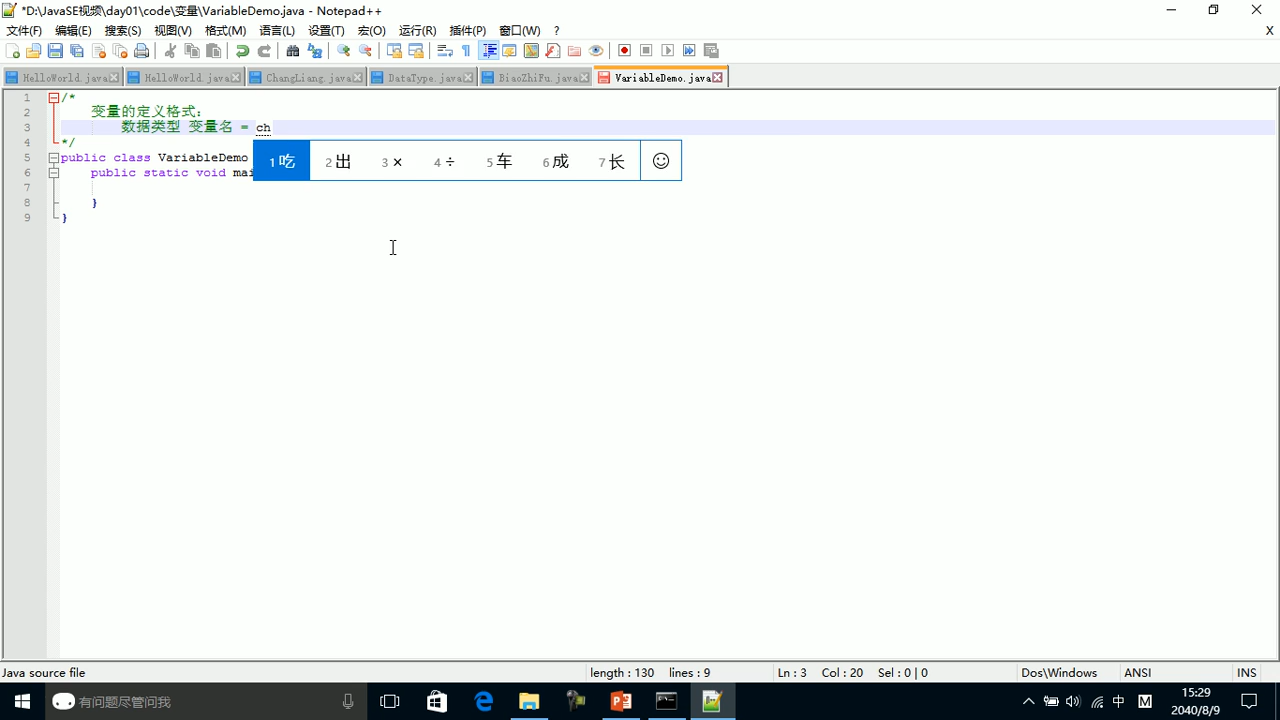 *D:\JavaSE视频\day01\code\变量\VariableDemo.java - Notepad++
文件(F) 编辑(E) 搜索(S) 视图(V) 格式(M) 语言(L) 设置(T) 宏(O) 运行(R) 插件(P) 窗口(W) ? X
HelloWorld.java HelloWorld.java ChangLiang.java DataType.java BiaoZhiFu.java VariableDemo.java
1 /*
2 变量的定义格式:
3 数据类型 变量名 = ch
4 */
1 吃 2 出 3 × 4 ÷ 5 车 6 成 7 长
5 public class VariableDemo
6 public static void mai
7
8 }
9 }
Java source file length : 130 lines : 9 Ln : 3 Col : 20 Sel : 0 | 0 Dos\Windows ANSI INS
有问题尽管问我 中 M 15:29
2040/8/9